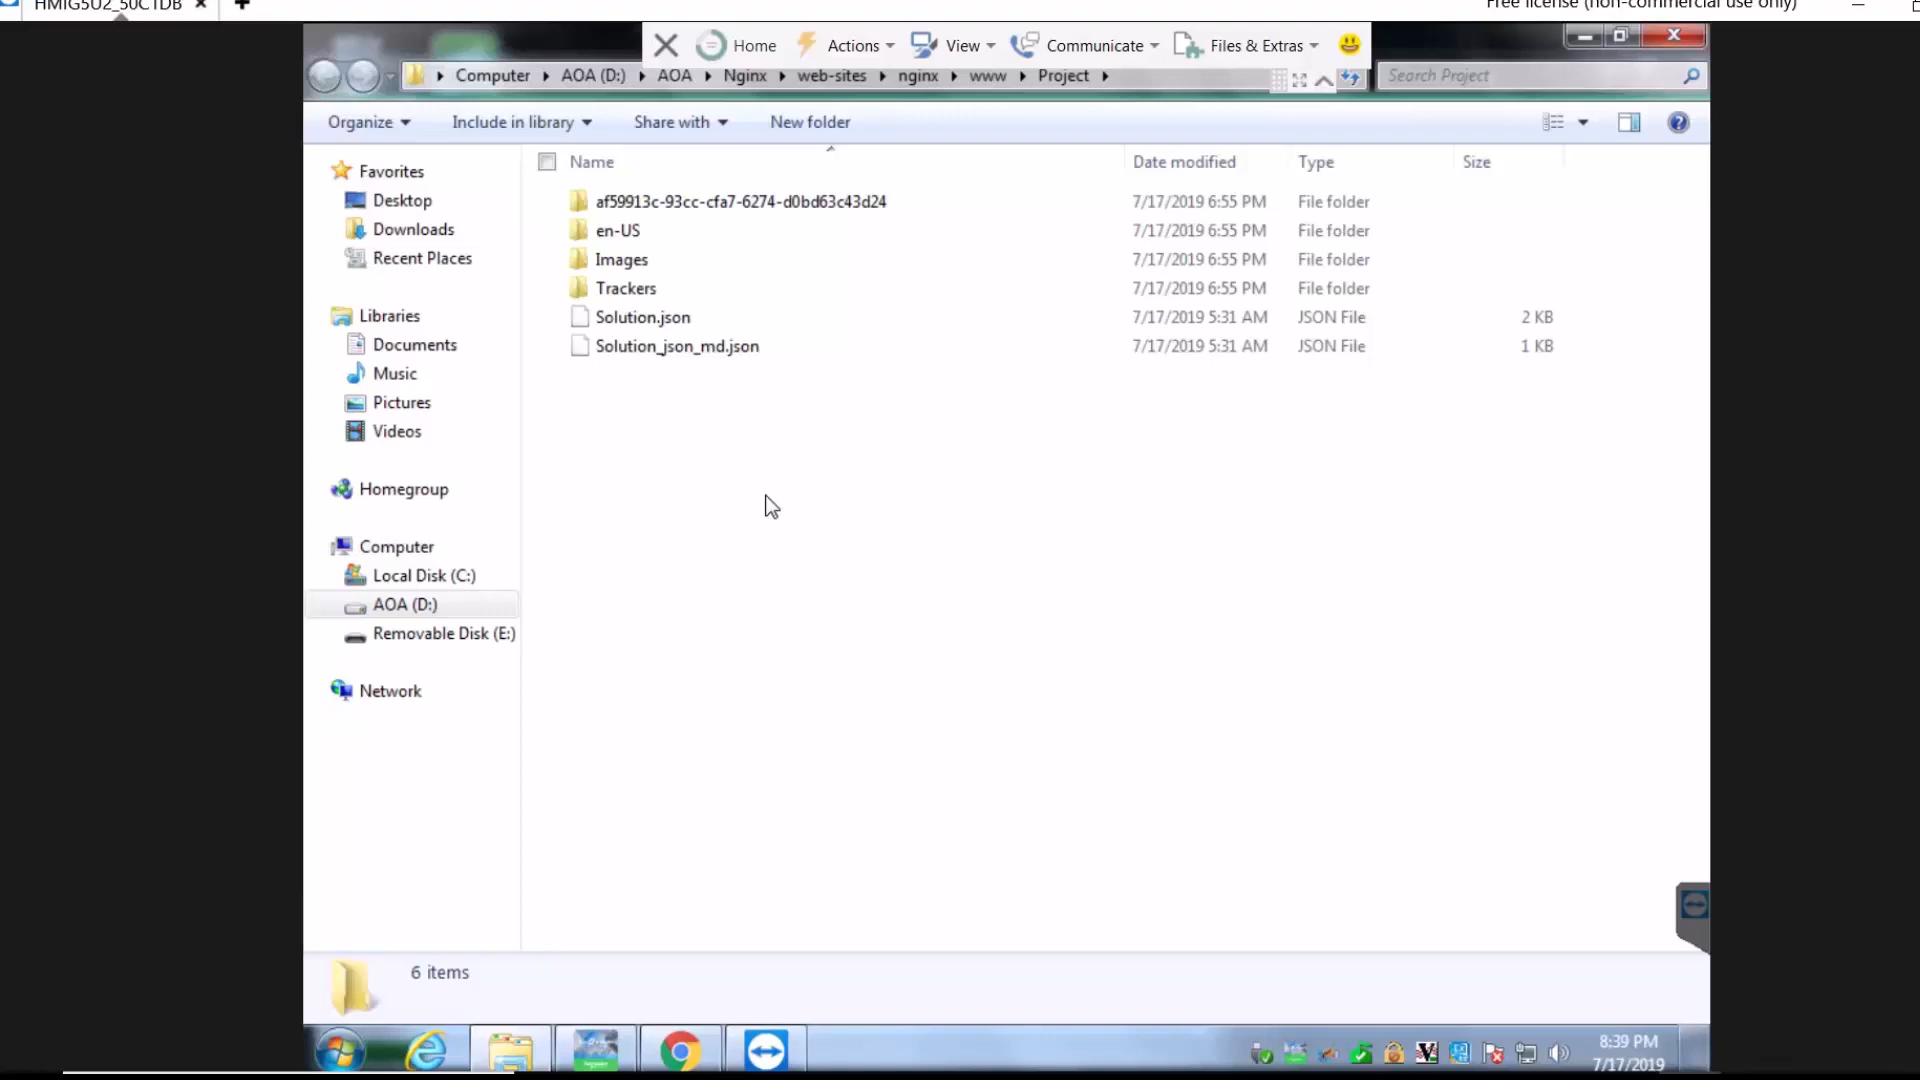 HMIG5U2_50C1DB
Free license (non-commercial use only)
Home Actions View Communicate Files & Extras
Computer AOA (D:) AOA Nginx web-sites nginx www Project
Search Project
Organize Include in library Share with New folder
Name Date modified Type Size
Favorites
Desktop
Downloads
Recent Places
Libraries
Documents
Music
Pictures
Videos
Homegroup
Computer
Local Disk (C:)
AOA (D:)
Removable Disk (E:)
Network
af59913c-93cc-cfa7-6274-d0bd63c43d24 7/17/2019 6:55 PM File folder
en-US 7/17/2019 6:55 PM File folder
Images 7/17/2019 6:55 PM File folder
Trackers 7/17/2019 6:55 PM File folder
Solution.json 7/17/2019 5:31 AM JSON File 2 KB
Solution_json_md.json 7/17/2019 5:31 AM JSON File 1 KB
6 items
8:39 PM
7/17/2019